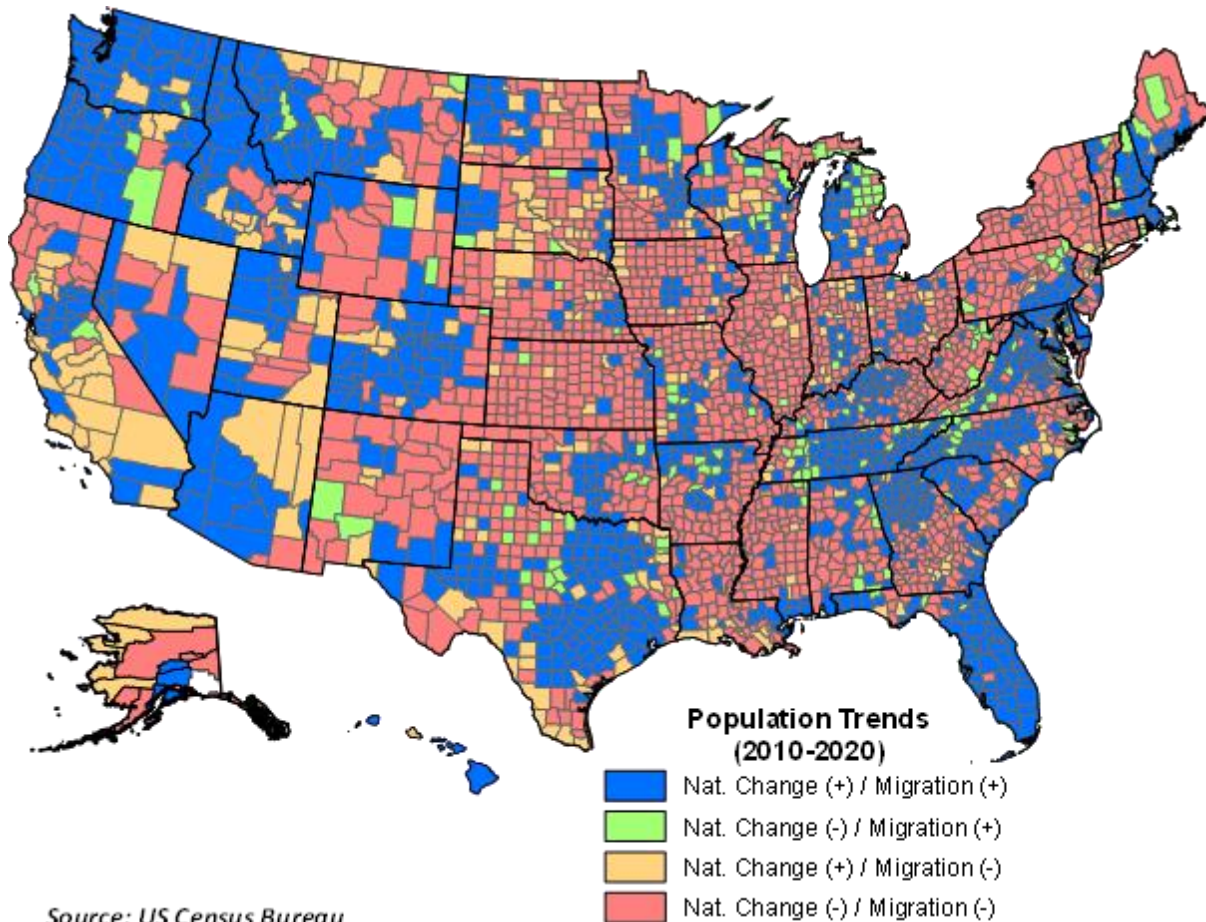 Population Trends
(2010-2020)
Nat. Change (+) / Migration (+)
Nat. Change (-) / Migration (+)
Nat. Change (+) / Migration (-)
Nat. Change (-) / Migration (-)
Source: US Census Bureau